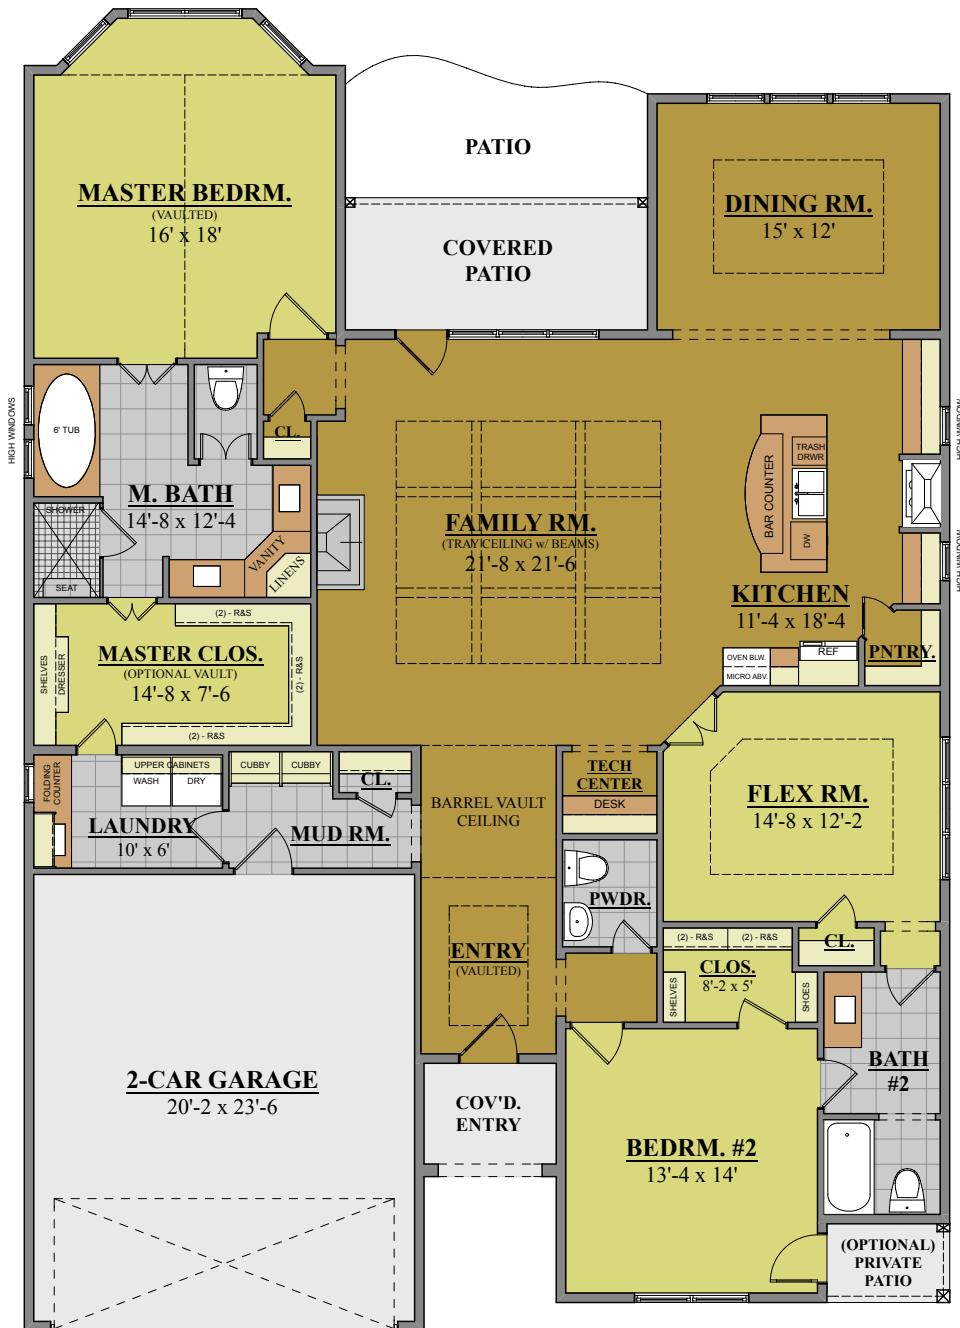 PATIO
MASTER BEDRM.
(VAULTED)
16' x 18'
DINING RM.
15' x 12'
COVERED
PATIO
HIGH WINDOWS
6' TUB
CL.
TRASH
DRWR
BAR COUNTER
DW
HIGH WINDOW
M. BATH
14'-8 x 12'-4
SHOWER
SEAT
VANITY
LINENS
FAMILY RM.
(TRAY CEILING w/ BEAMS)
21'-8 x 21'-6
HIGH WINDOW
KITCHEN
11'-4 x 18'-4
OVEN BLW.
MICRO ABV.
REF
PNTRY.
(2) - R&S
MASTER CLOS.
(OPTIONAL VAULT)
14'-8 x 7'-6
SHELVES
DRESSER
(2) - R&S
(2) - R&S
FOLDING
COUNTER
UPPER CABINETS
WASH
DRY
CUBBY
CUBBY
CL.
TECH
CENTER
DESK
BARREL VAULT
CEILING
FLEX RM.
14'-8 x 12'-2
LAUNDRY
10' x 6'
MUD RM.
PWDR.
ENTRY
(VAULTED)
(2) - R&S
(2) - R&S
CL.
CLOS.
8'-2 x 5'
SHELVES
SHOES
2-CAR GARAGE
20'-2 x 23'-6
COV'D.
ENTRY
BATH
#2
BEDRM. #2
13'-4 x 14'
(OPTIONAL)
PRIVATE
PATIO